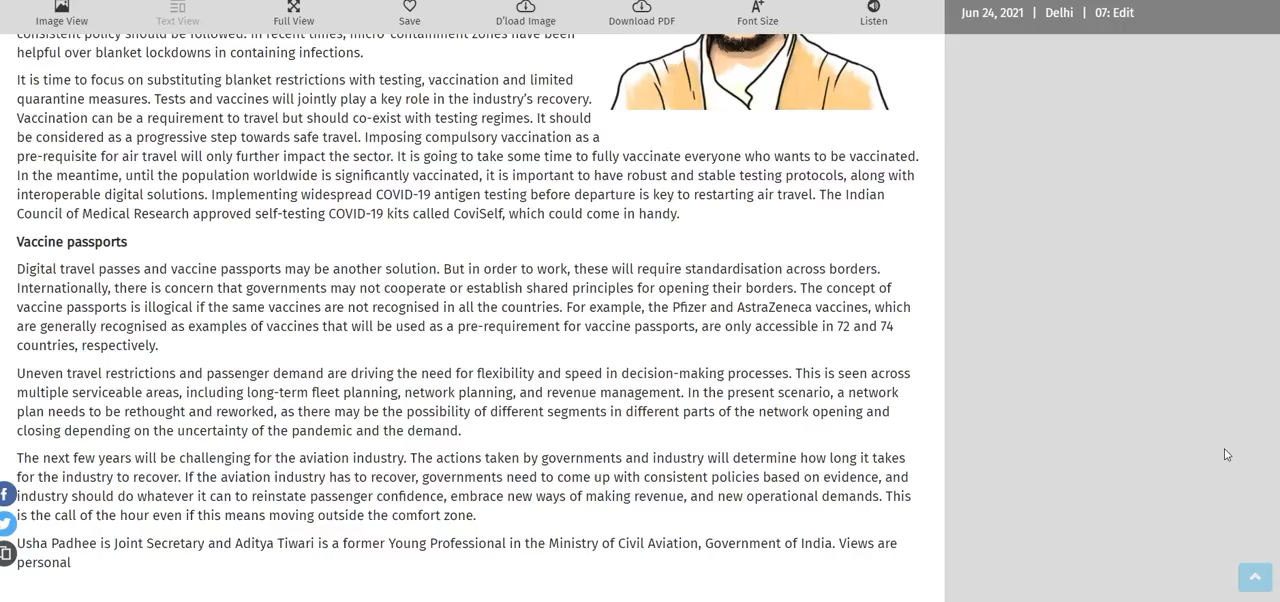 Image View
Text View
Full View
Save
D'load Image
Download PDF
Font Size
Listen
Jun 24, 2021 | Delhi | 07: Edit
consistent policy should be followed. In recent times, micro-containment zones have been
helpful over blanket lockdowns in containing infections.
It is time to focus on substituting blanket restrictions with testing, vaccination and limited
quarantine measures. Tests and vaccines will jointly play a key role in the industry's recovery.
Vaccination can be a requirement to travel but should co-exist with testing regimes. It should
be considered as a progressive step towards safe travel. Imposing compulsory vaccination as a
pre-requisite for air travel will only further impact the sector. It is going to take some time to fully vaccinate everyone who wants to be vaccinated.
In the meantime, until the population worldwide is significantly vaccinated, it is important to have robust and stable testing protocols, along with
interoperable digital solutions. Implementing widespread COVID-19 antigen testing before departure is key to restarting air travel. The Indian
Council of Medical Research approved self-testing COVID-19 kits called CoviSelf, which could come in handy.
Vaccine passports
Digital travel passes and vaccine passports may be another solution. But in order to work, these will require standardisation across borders.
Internationally, there is concern that governments may not cooperate or establish shared principles for opening their borders. The concept of
vaccine passports is illogical if the same vaccines are not recognised in all the countries. For example, the Pfizer and AstraZeneca vaccines, which
are generally recognised as examples of vaccines that will be used as a pre-requirement for vaccine passports, are only accessible in 72 and 74
countries, respectively.
Uneven travel restrictions and passenger demand are driving the need for flexibility and speed in decision-making processes. This is seen across
multiple serviceable areas, including long-term fleet planning, network planning, and revenue management. In the present scenario, a network
plan needs to be rethought and reworked, as there may be the possibility of different segments in different parts of the network opening and
closing depending on the uncertainty of the pandemic and the demand.
The next few years will be challenging for the aviation industry. The actions taken by governments and industry will determine how long it takes
for the industry to recover. If the aviation industry has to recover, governments need to come up with consistent policies based on evidence, and
industry should do whatever it can to reinstate passenger confidence, embrace new ways of making revenue, and new operational demands. This
is the call of the hour even if this means moving outside the comfort zone.
Usha Padhee is Joint Secretary and Aditya Tiwari is a former Young Professional in the Ministry of Civil Aviation, Government of India. Views are
personal